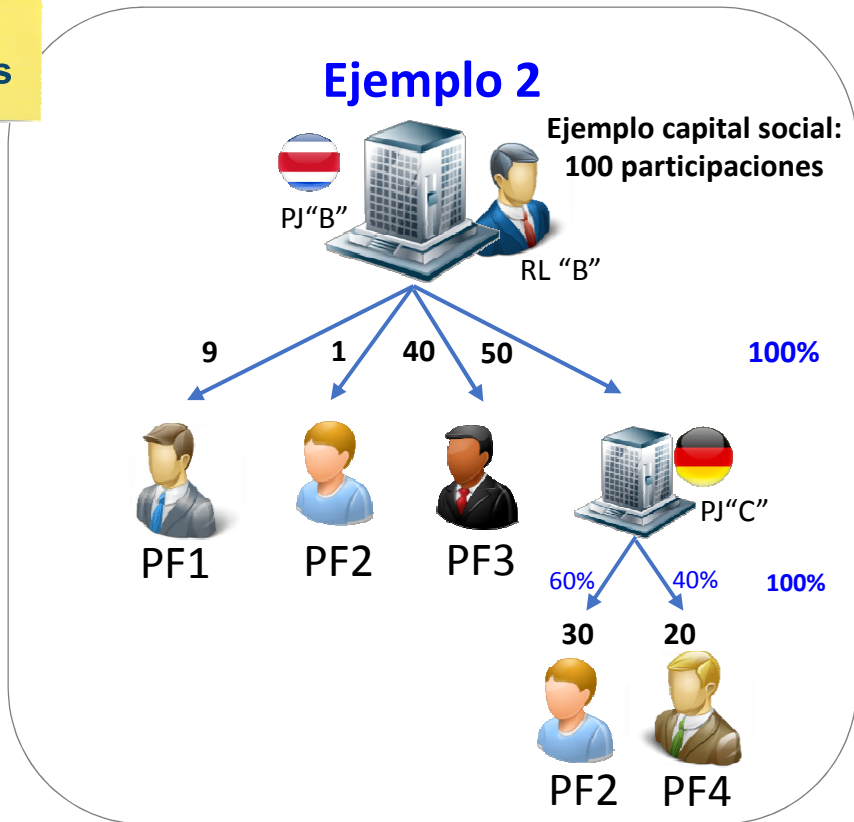 s
Ejemplo 2
Ejemplo capital social:
100 participaciones
PJ"B"
RL “B”
9
1
40
50
100%
PJ“C”
PF1
PF2
PF3
60%
40%
100%
30
20
PF2
PF4